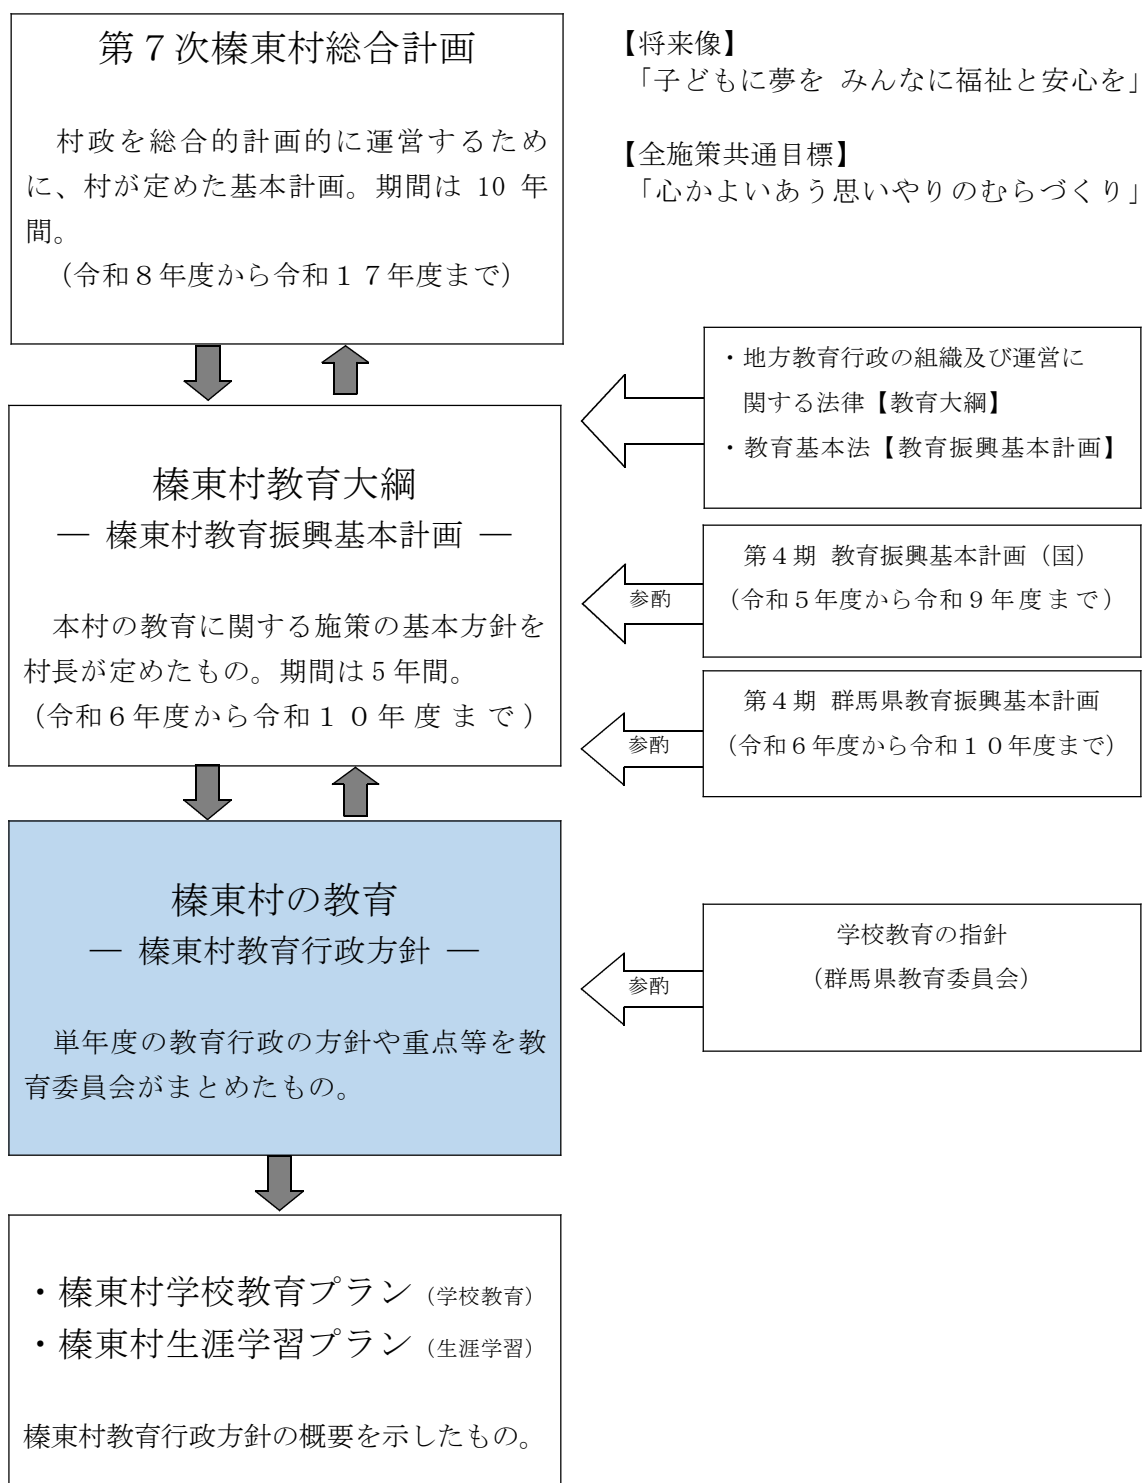 第７次榛東村総合計画
村政を総合的計画的に運営するため
に、村が定めた基本計画。期間は 10 年
間。
（令和８年度から令和１７年度まで）
【将来像】
「子どもに夢を みんなに福祉と安心を」
【全施策共通目標】
「心かよいあう思いやりのむらづくり」
・地方教育行政の組織及び運営に
関する法律【教育大綱】
・教育基本法【教育振興基本計画】
榛東村教育大綱
― 榛東村教育振興基本計画 ―
本村の教育に関する施策の基本方針を
村長が定めたもの。期間は５年間。
（令和６年度から令和１０年度まで）
参酌
第４期 教育振興基本計画（国）
（令和５年度から令和９年度まで）
参酌
第４期 群馬県教育振興基本計画
（令和６年度から令和１０年度まで）
榛東村の教育
― 榛東村教育行政方針 ―
単年度の教育行政の方針や重点等を教
育委員会がまとめたもの。
参酌
学校教育の指針
（群馬県教育委員会）
・榛東村学校教育プラン（学校教育）
・榛東村生涯学習プラン（生涯学習）
榛東村教育行政方針の概要を示したもの。